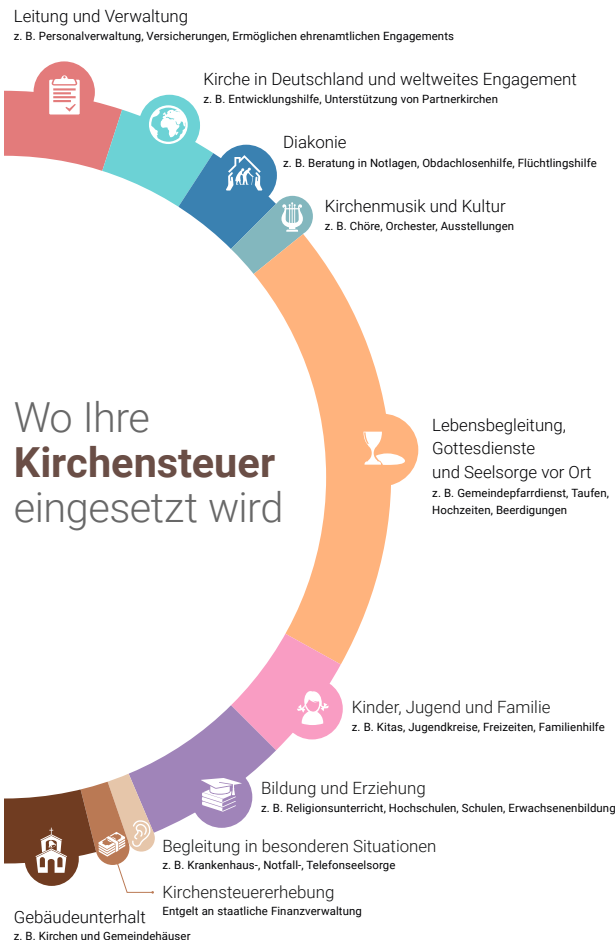 Leitung und Verwaltung
z. B. Personalverwaltung, Versicherungen, Ermöglichen ehrenamtlichen Engagements
Kirche in Deutschland und weltweites Engagement
z. B. Entwicklungshilfe, Unterstützung von Partnerkirchen
Diakonie
z. B. Beratung in Notlagen, Obdachlosenhilfe, Flüchtlingshilfe
Kirchenmusik und Kultur
z. B. Chöre, Orchester, Ausstellungen
Wo Ihre
Kirchensteuer
eingesetzt wird
Lebensbegleitung,
Gottesdienste
und Seelsorge vor Ort
z. B. Gemeindepfarrdienst, Taufen,
Hochzeiten, Beerdigungen
Kinder, Jugend und Familie
z. B. Kitas, Jugendkreise, Freizeiten, Familienhilfe
Bildung und Erziehung
z. B. Religionsunterricht, Hochschulen, Schulen, Erwachsenenbildung
Begleitung in besonderen Situationen
z. B. Krankenhaus-, Notfall-, Telefonseelsorge
Kirchensteuererhebung
Entgelt an staatliche Finanzverwaltung
Gebäudeunterhalt
z. B. Kirchen und Gemeindehäuser